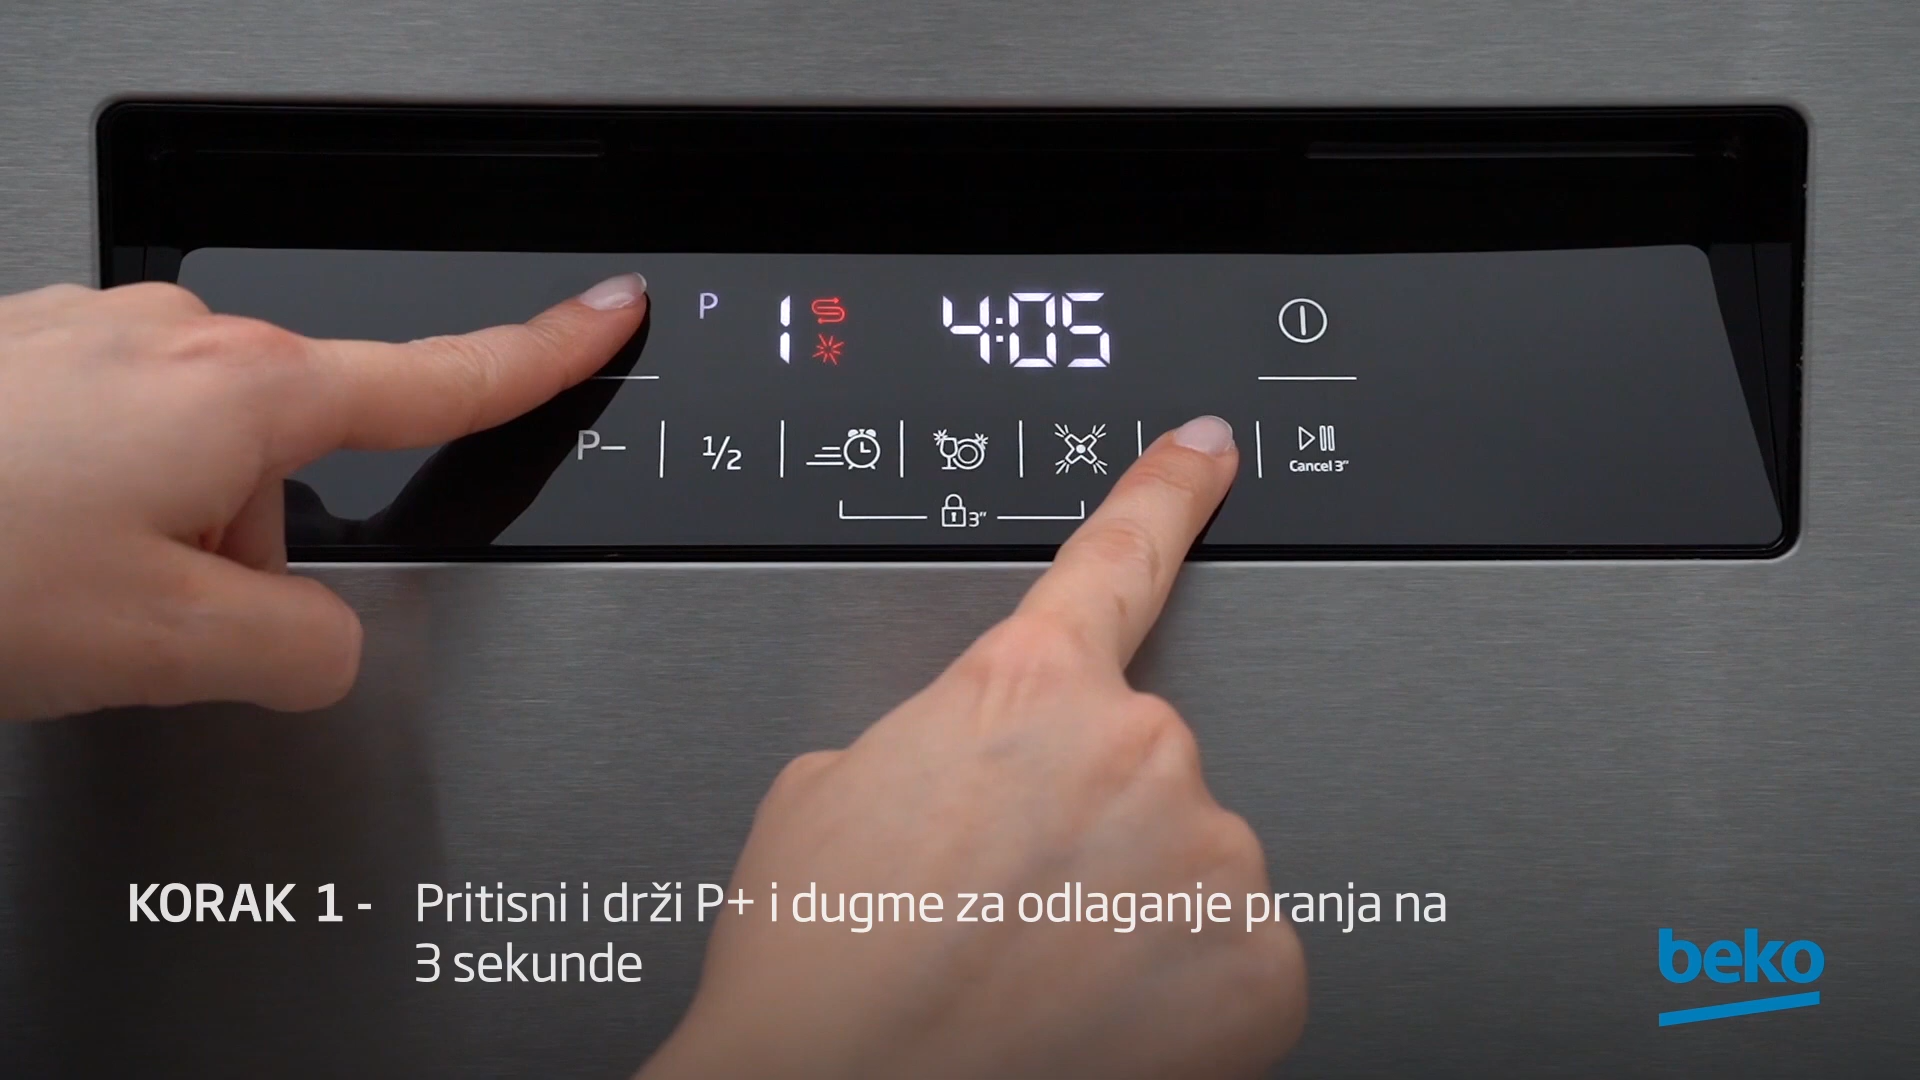 P 1 4:05
P− ½ Cancel 3"
3"
KORAK 1 - Pritisni i drži P+ i dugme za odlaganje pranja na
3 sekunde
beko